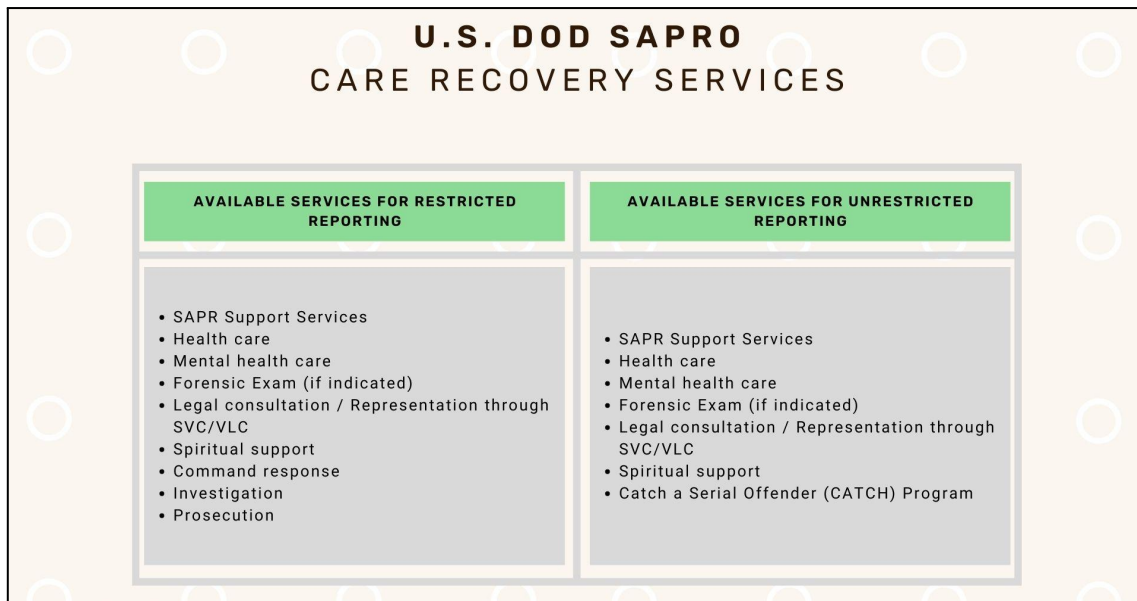 U.S. DOD SAPRO
CARE RECOVERY SERVICES
AVAILABLE SERVICES FOR RESTRICTED
REPORTING
• SAPR Support Services
• Health care
• Mental health care
• Forensic Exam (if indicated)
• Legal consultation / Representation through
SVC/VLC
• Spiritual support
• Command response
• Investigation
• Prosecution
AVAILABLE SERVICES FOR UNRESTRICTED
REPORTING
• SAPR Support Services
• Health care
• Mental health care
• Forensic Exam (if indicated)
• Legal consultation / Representation through
SVC/VLC
• Spiritual support
• Catch a Serial Offender (CATCH) Program